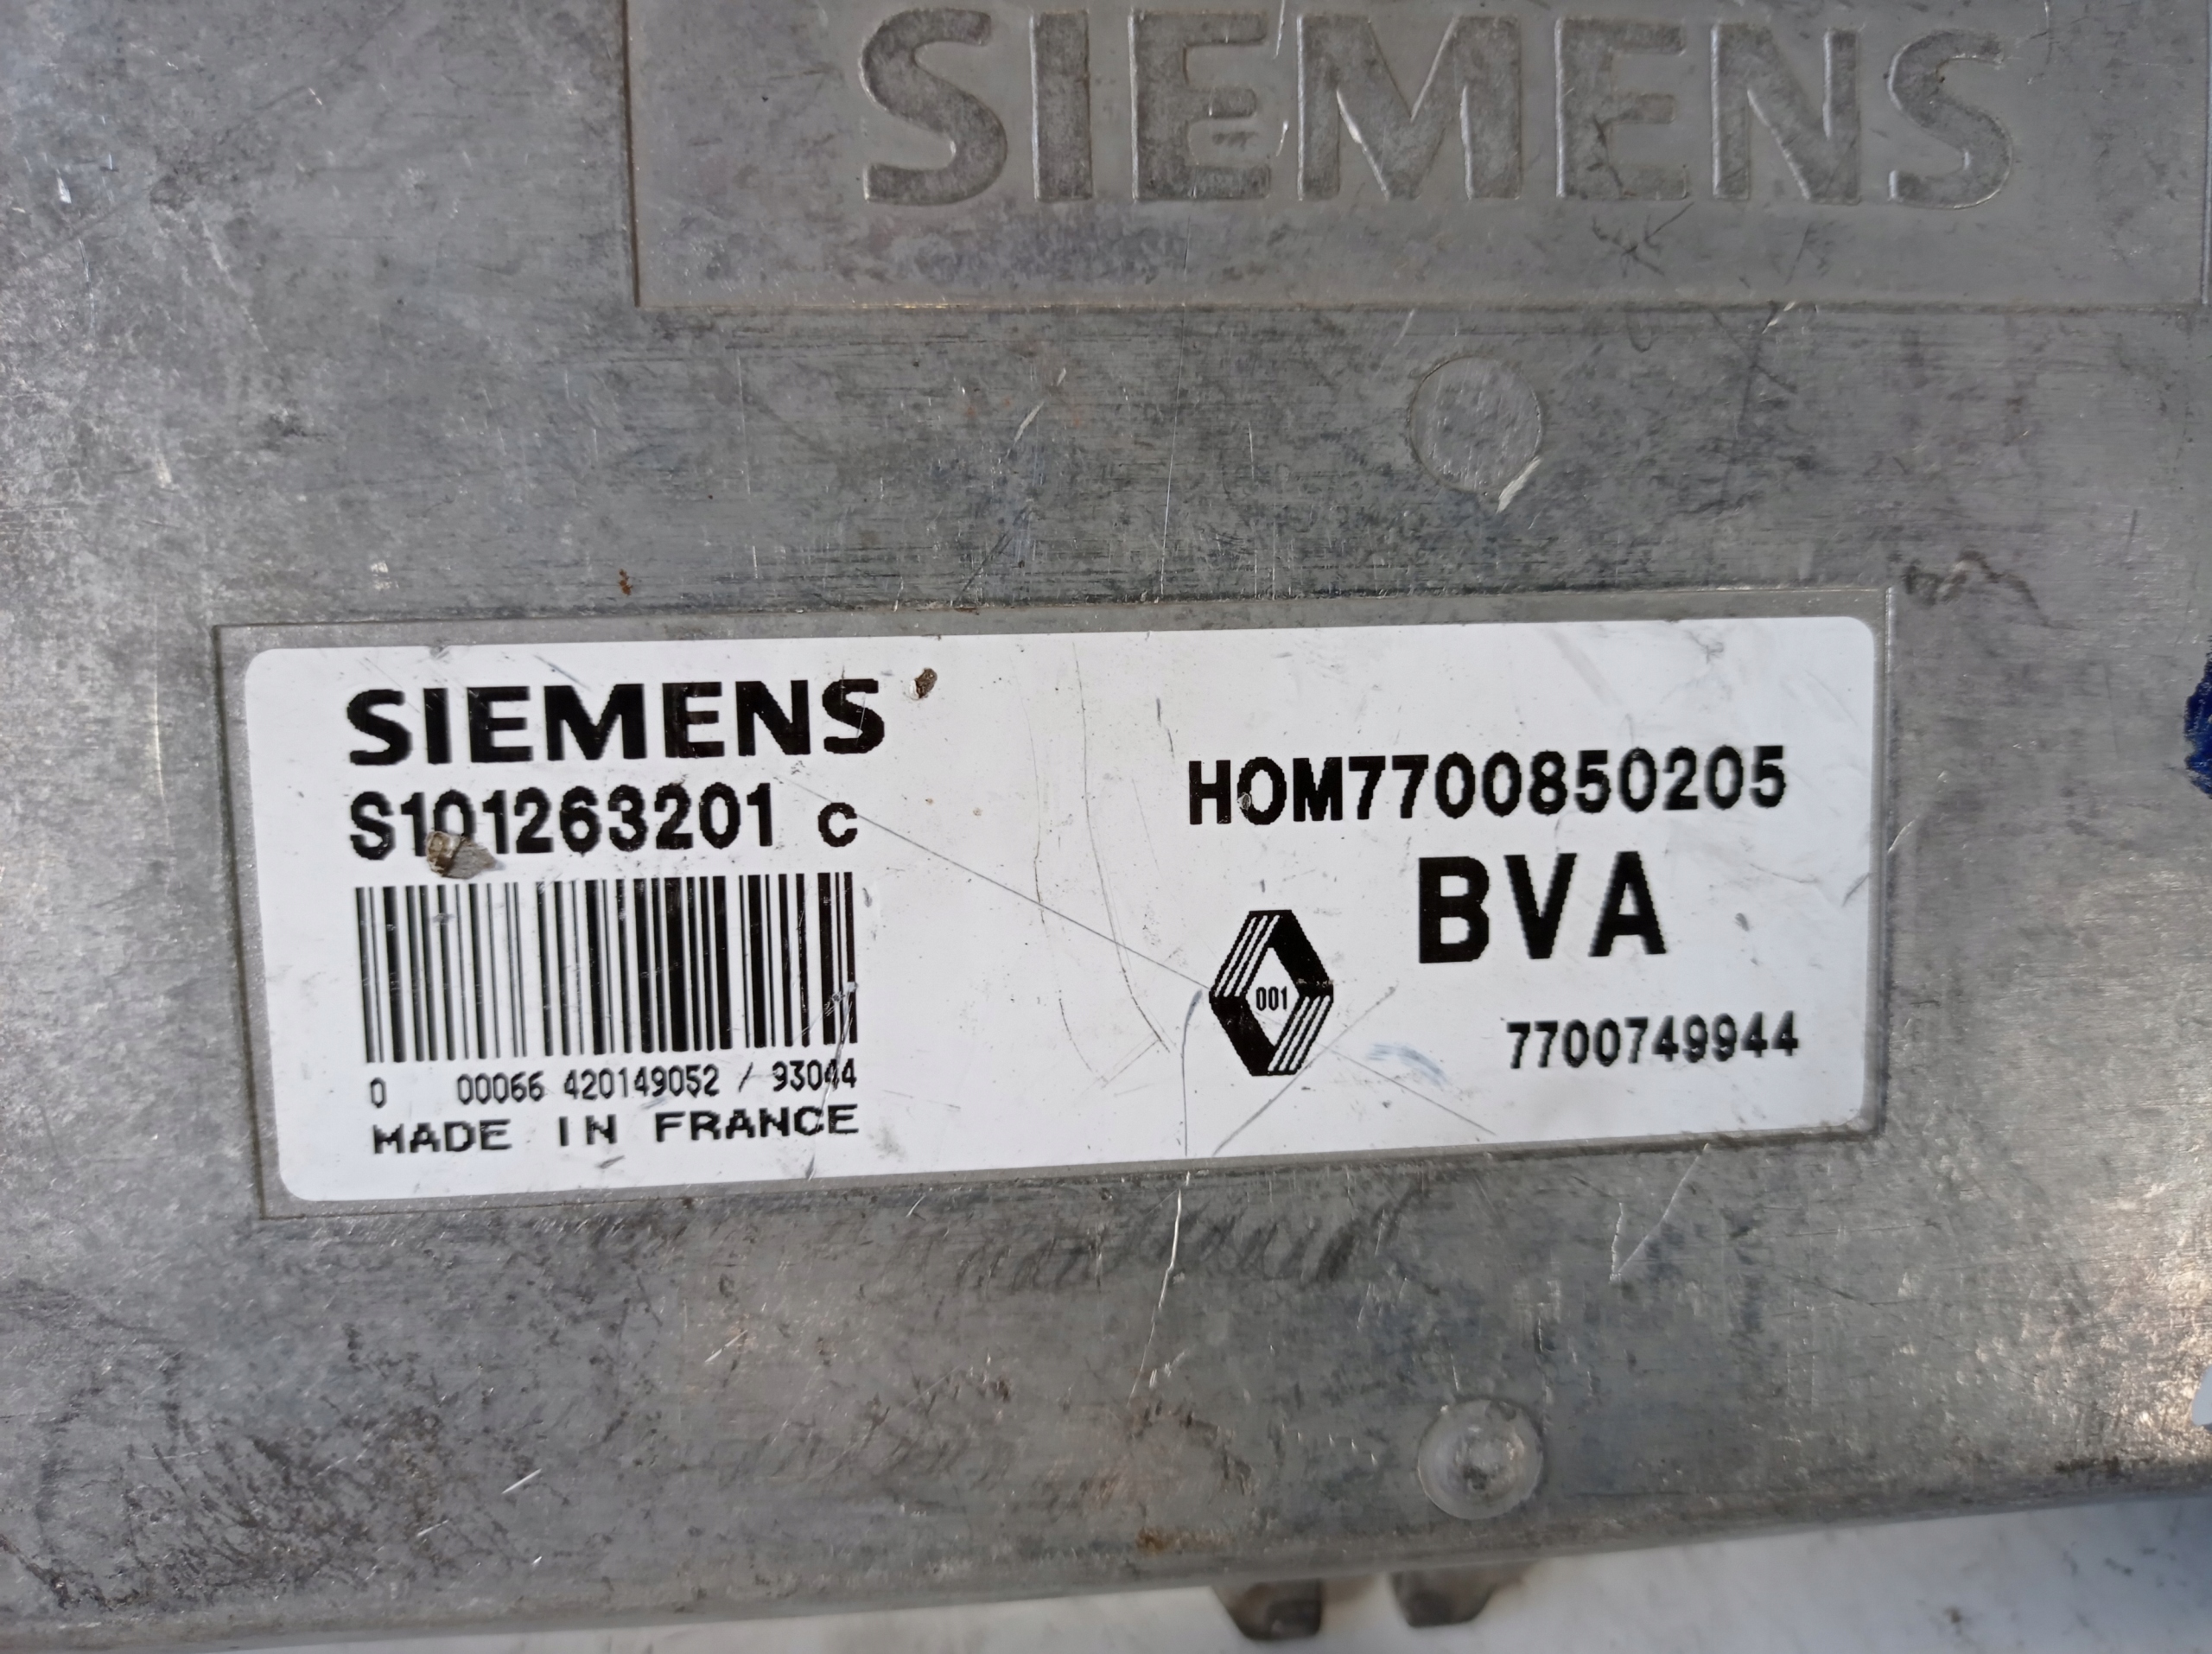 SIEMENS
SIEMENS
S101263201 C
0 00066 420149052 / 93044
MADE IN FRANCE
HOM7700850205
BVA
001
7700749944